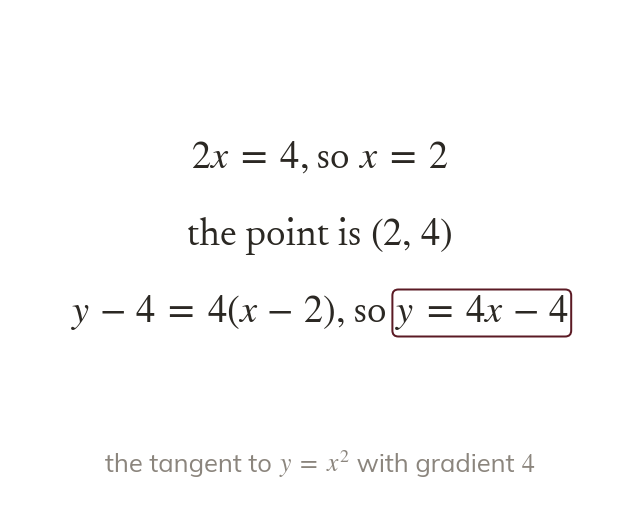 2x = 4, so x = 2
the point is (2, 4)
y − 4 = 4(x − 2), so y = 4x − 4
the tangent to y = x² with gradient 4